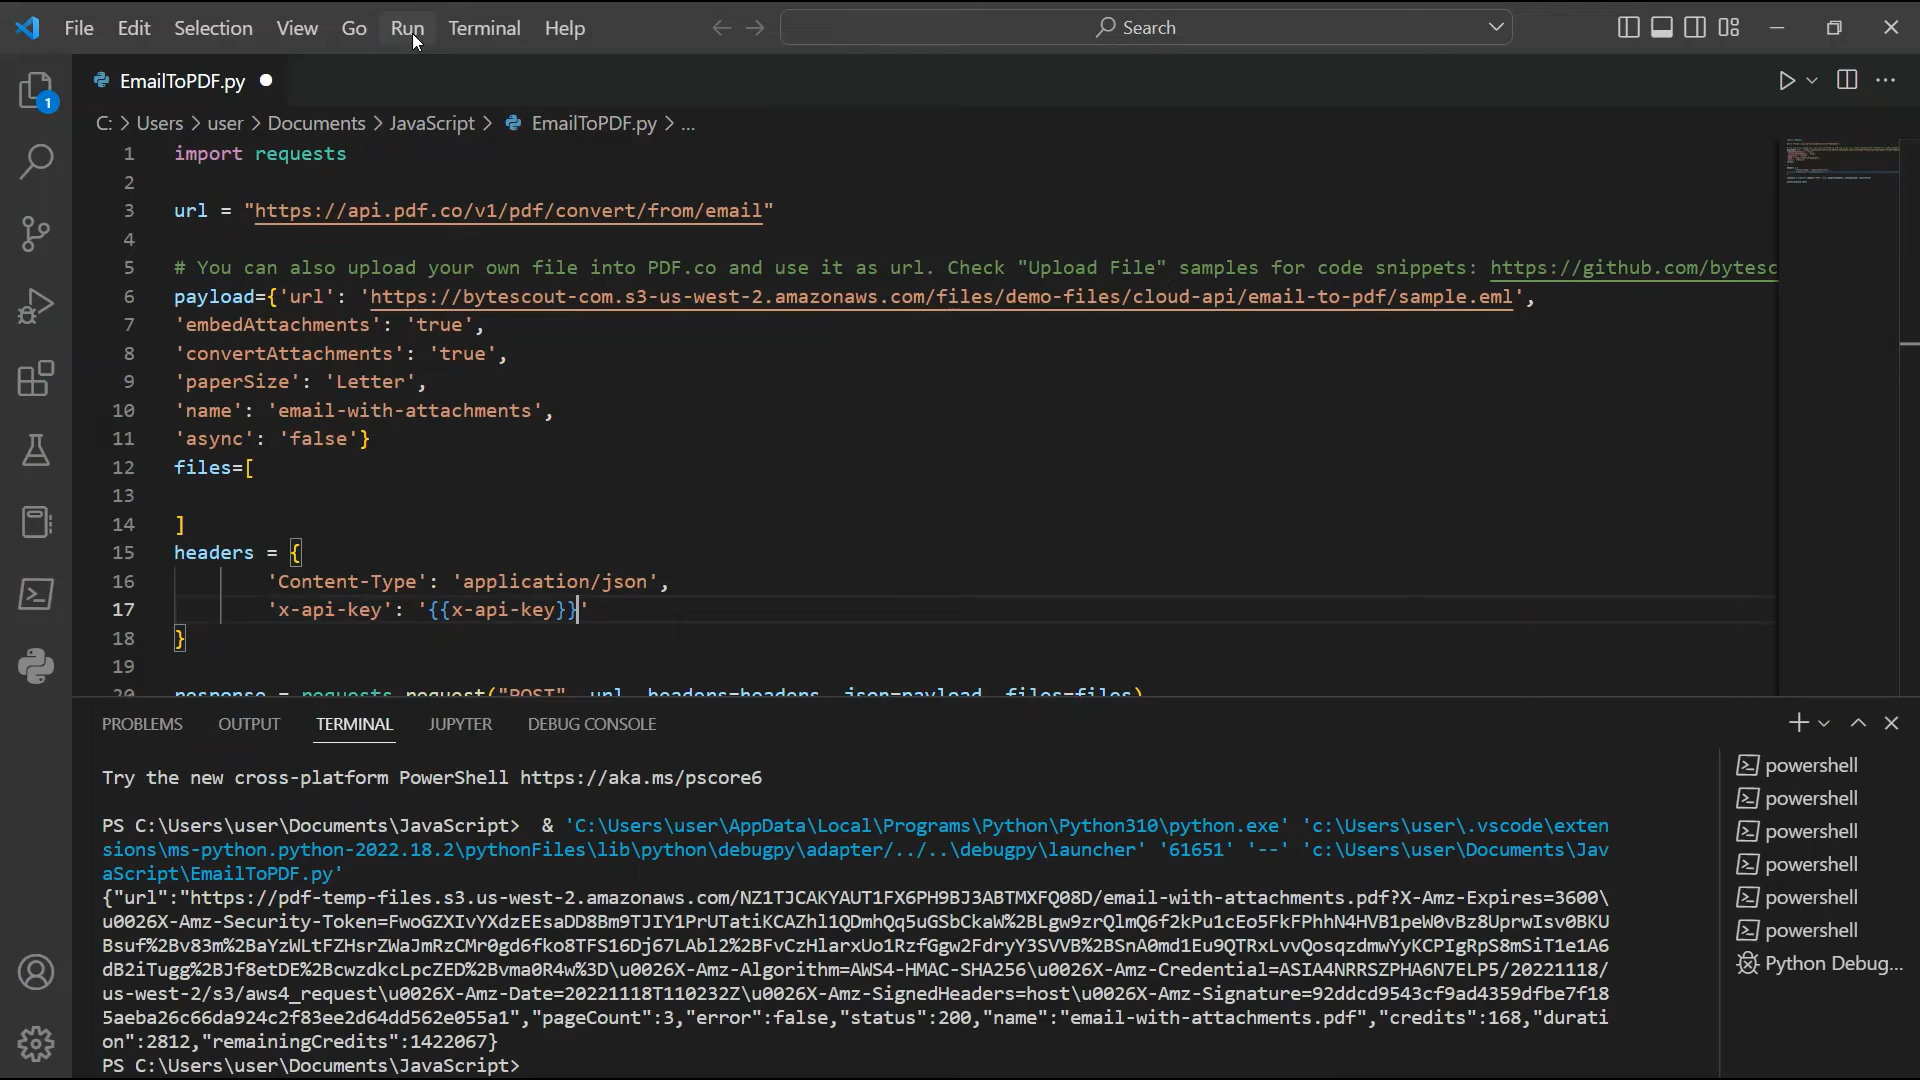 File Edit Selection View Go Run Terminal Help Search
1
EmailToPDF.py
C: > Users > user > Documents > JavaScript > EmailToPDF.py > ...
1 import requests
2
3 url = "https://api.pdf.co/v1/pdf/convert/from/email"
4
5 # You can also upload your own file into PDF.co and use it as url. Check "Upload File" samples for code snippets: https://github.com/bytesc
6 payload={'url': 'https://bytescout-com.s3-us-west-2.amazonaws.com/files/demo-files/cloud-api/email-to-pdf/sample.eml',
7 'embedAttachments': 'true',
8 'convertAttachments': 'true',
9 'paperSize': 'Letter',
10 'name': 'email-with-attachments',
11 'async': 'false'}
12 files=[
13
14 ]
15 headers = {
16 'Content-Type': 'application/json',
17 'x-api-key': '{{x-api-key}}'
18 }
19
20 response = requests.request("POST", url, headers=headers, json=payload, files=files)
PROBLEMS OUTPUT TERMINAL JUPYTER DEBUG CONSOLE
Try the new cross-platform PowerShell https://aka.ms/pscore6
PS C:\Users\user\Documents\JavaScript> & 'C:\Users\user\AppData\Local\Programs\Python\Python310\python.exe' 'c:\Users\user\.vscode\exten
sions\ms-python.python-2022.18.2\pythonFiles\lib\python\debugpy\adapter/../..\debugpy\launcher' '61651' '--' 'c:\Users\user\Documents\Jav
aScript\EmailToPDF.py'
{"url":"https://pdf-temp-files.s3.us-west-2.amazonaws.com/NZ1TJCAKYAUT1FX6PH9BJ3ABTMXFQ08D/email-with-attachments.pdf?X-Amz-Expires=3600\
u0026X-Amz-Security-Token=FwoGZXIvYXdzEEsaDD8Bm9TJIY1PrUTatiKCAZhl1QDmhQq5uGSbCkaW%2BLgw9zrQlmQ6f2kPu1cEo5FkFPhhN4HVB1peW0vBz8UprwIsv0BKU
Bsuf%2Bv83m%2BaYzWLtFZHsrZWaJmRzCMr0gd6fko8TFS16Dj67LAbl2%2BFvCzHlarxUo1RzfGgw2FdryY3SVVB%2BSnA0md1Eu9QTRxLvvQosqzdmwYyKCPIgRpS8mSiT1e1A6
dB2iTugg%2BJf8etDE%2BcwzdkcLpcZED%2Bvma0R4w%3D\u0026X-Amz-Algorithm=AWS4-HMAC-SHA256\u0026X-Amz-Credential=ASIA4NRRSZPHA6N7ELP5/20221118/
us-west-2/s3/aws4_request\u0026X-Amz-Date=20221118T110232Z\u0026X-Amz-SignedHeaders=host\u0026X-Amz-Signature=92ddcd9543cf9ad4359dfbe7f18
5aeba26c66da924c2f83ee2d64dd562e055a1","pageCount":3,"error":false,"status":200,"name":"email-with-attachments.pdf","credits":168,"durati
on":2812,"remainingCredits":1422067}
PS C:\Users\user\Documents\JavaScript>
powershell
powershell
powershell
powershell
powershell
powershell
Python Debug...